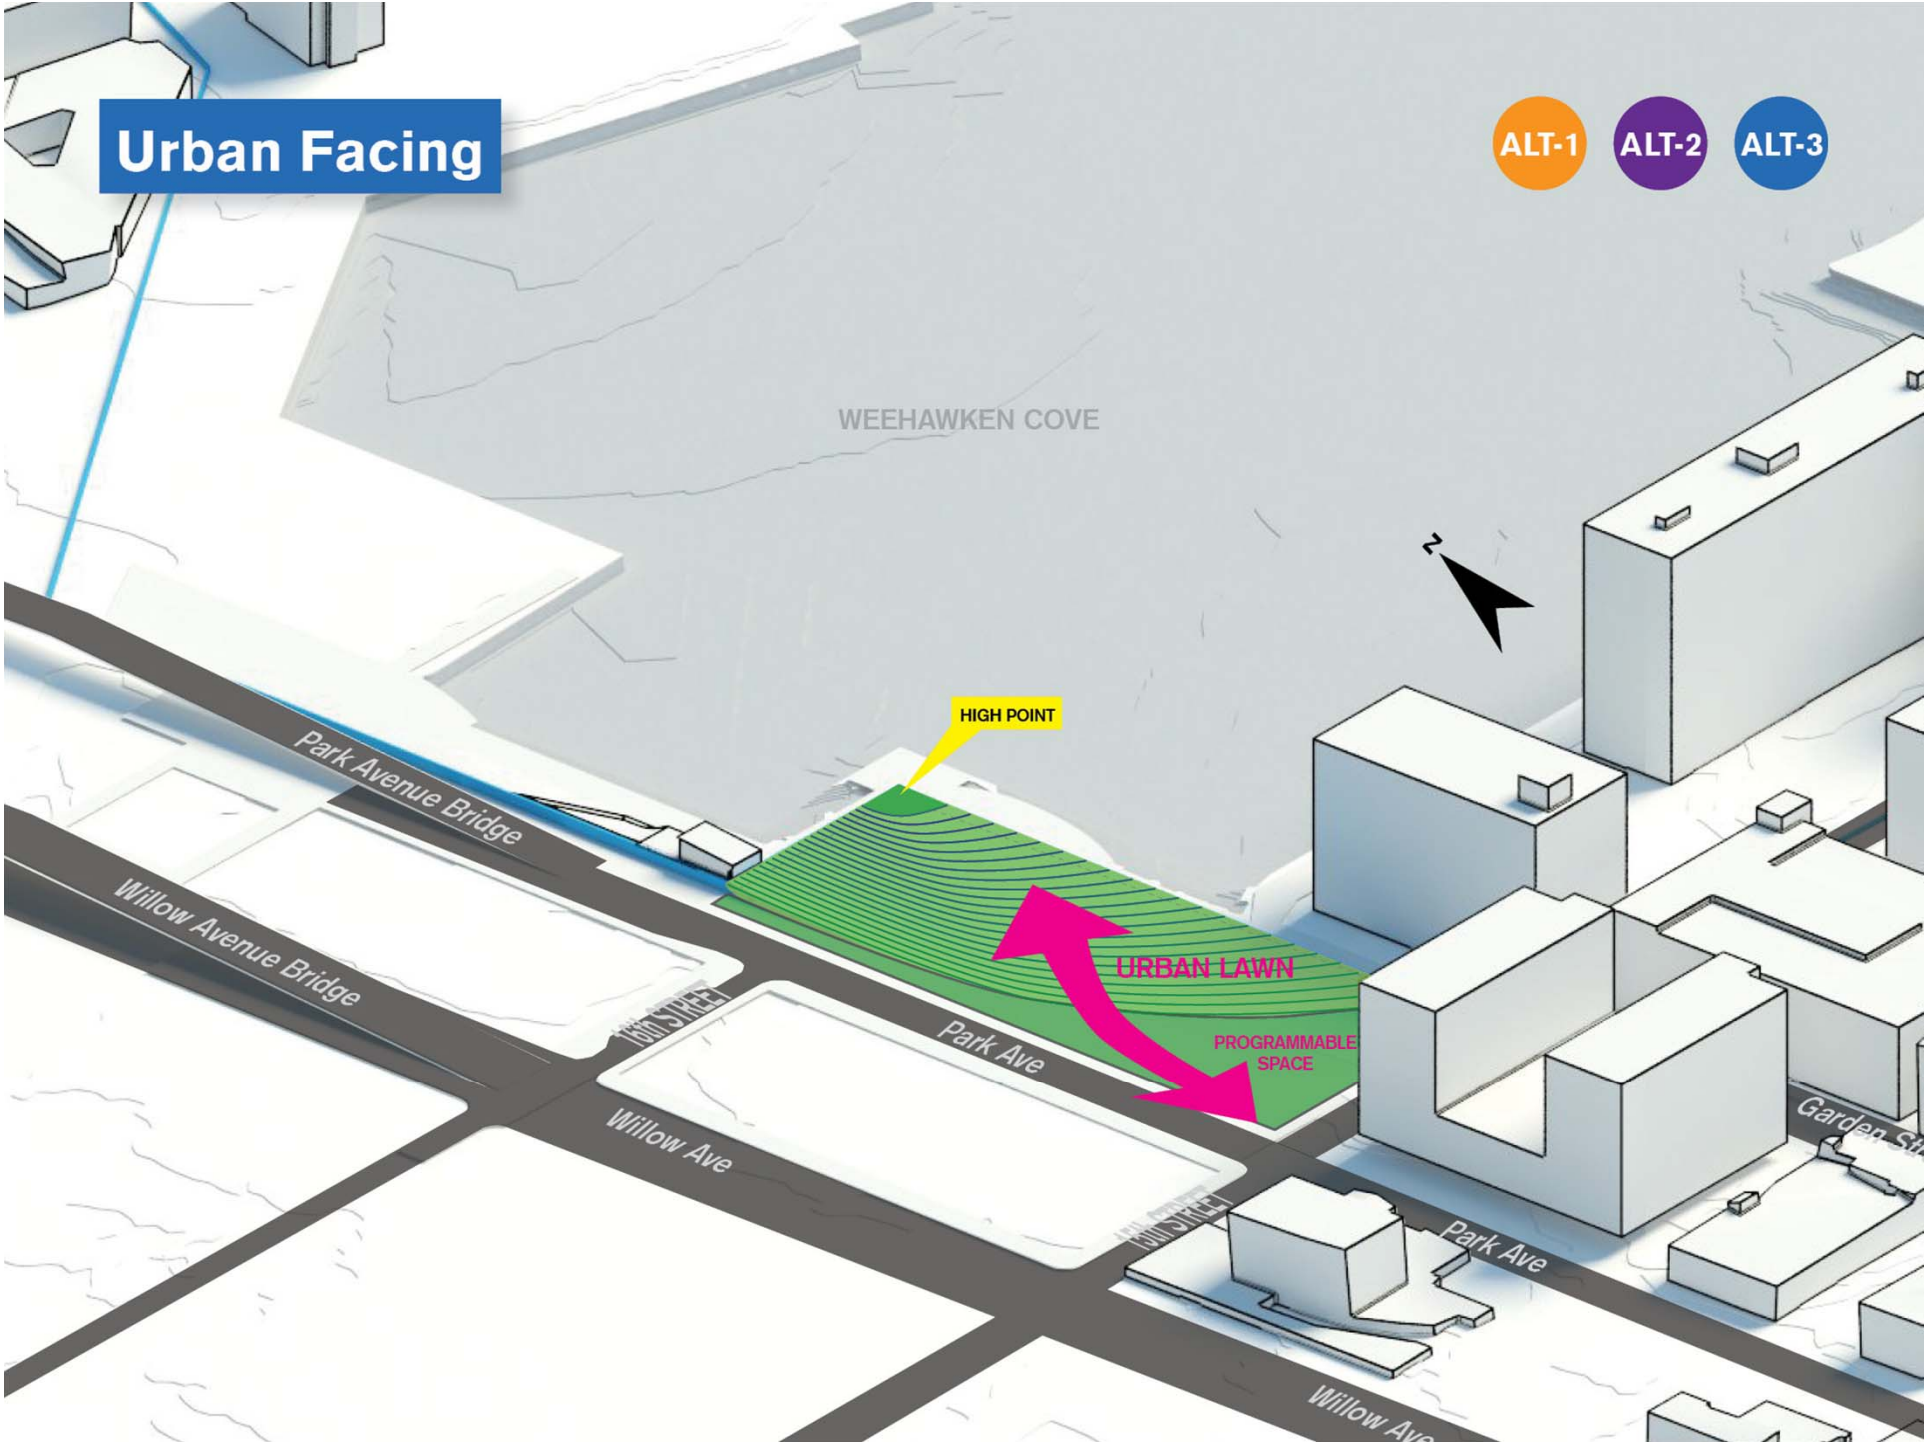 Urban Facing
ALT-1
ALT-2
ALT-3
WEEHAWKEN COVE
N
HIGH POINT
Park Avenue Bridge
Willow Avenue Bridge
URBAN LAWN
16th STREET
Park Ave
PROGRAMMABLE
SPACE
Willow Ave
Garden St
15th STREET
Park Ave
Willow Ave